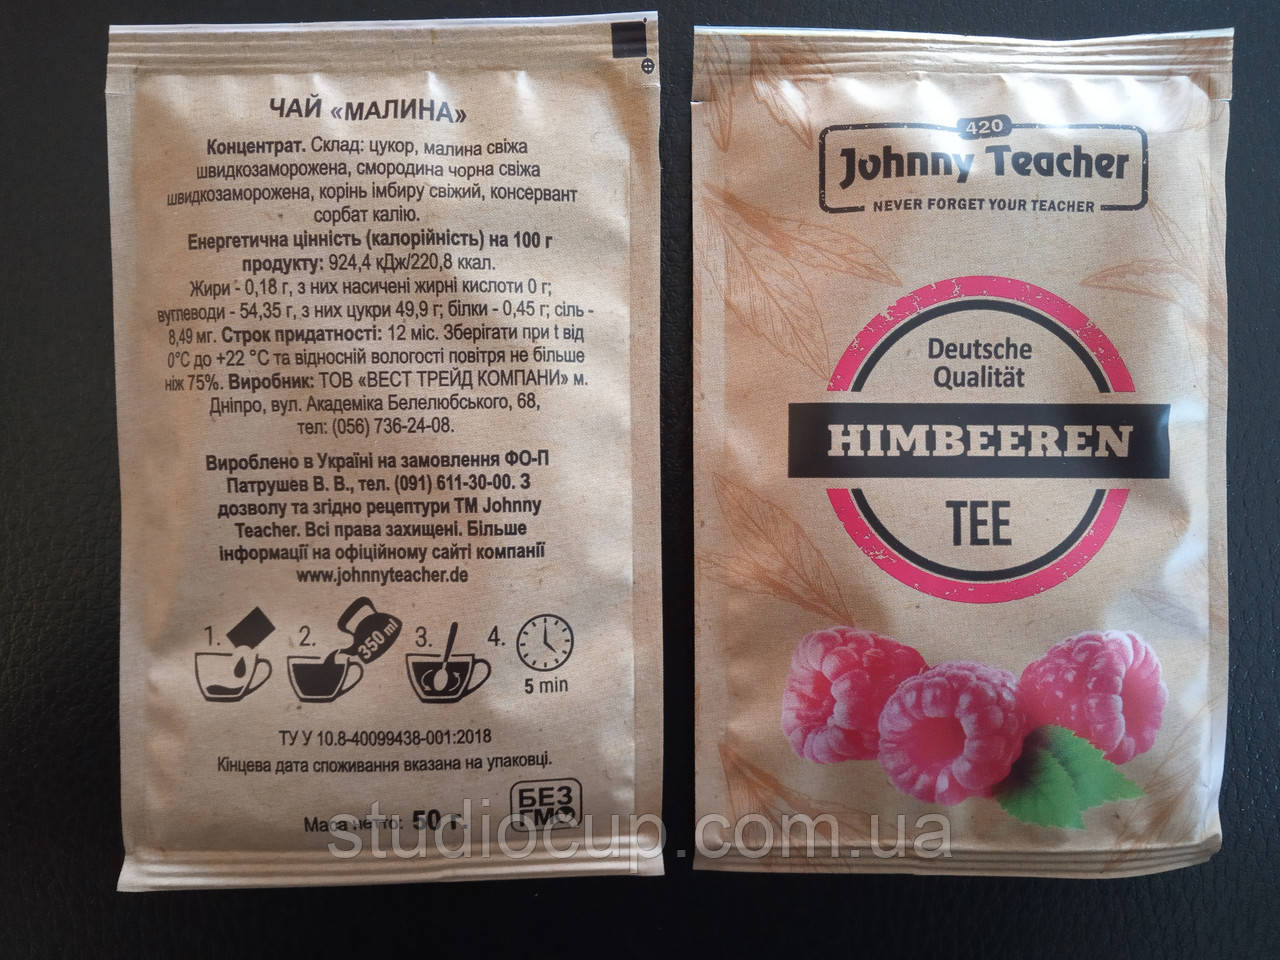 ЧАЙ «МАЛИНА»
Концентрат. Склад: цукор, малина свіжа
швидкозаморожена, смородина чорна свіжа
швидкозаморожена, корінь імбиру свіжий, консервант
сорбат калію.
Енергетична цінність (калорійність) на 100 г
продукту: 924,4 кДж/220,8 ккал.
Жири - 0,18 г, з них насичені жирні кислоти 0 г;
вуглеводи - 54,35 г, з них цукри 49,9 г; білки - 0,45 г; сіль -
8,49 мг. Строк придатності: 12 міс. Зберігати при t від
0°C до +22 °C та відносній вологості повітря не більше
ніж 75%. Виробник: ТОВ «ВЕСТ ТРЕЙД КОМПАНИ» м.
Дніпро, вул. Академіка Белелюбського, 68,
тел: (056) 736-24-08.
Вироблено в Україні на замовлення ФО-П
Патрушев В. В., тел. (091) 611-30-00. З
дозволу та згідно рецептури ТМ Johnny
Teacher. Всі права захищені. Більше
інформації на офіційному сайті компанії
www.johnnyteacher.de
1. 2. 350 ml 3. 4.
5 min
ТУ У 10.8-40099438-001:2018
Кінцева дата споживання вказана на упаковці.
Маса нетто: 50 г.
БЕЗ
ГМО
420
Johnny Teacher
NEVER FORGET YOUR TEACHER
Deutsche
Qualität
HIMBEEREN
TEE
studiocup.com.ua